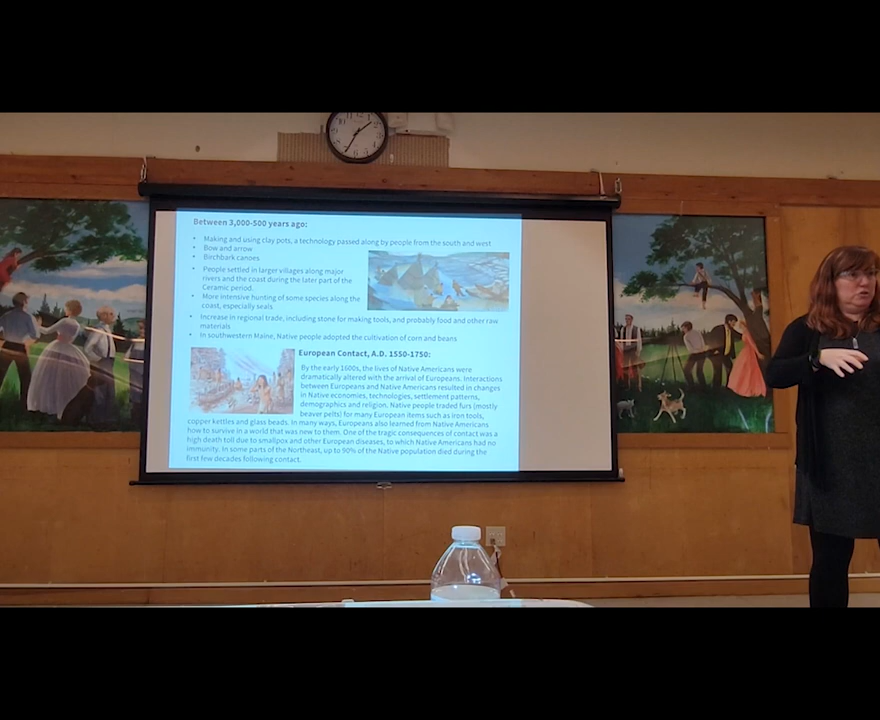 Between 3,000-500 years ago:
• Making and using clay pots, a technology passed along by people from the south and west
• Bow and arrow
• Birchbark canoes
• People settled in larger villages along major
rivers and the coast during the later part of the
Ceramic period.
• More intensive hunting of some species along the
coast, especially seals
• Increase in regional trade, including stone for making tools, and probably food and other raw
materials
• In southwestern Maine, Native people adopted the cultivation of corn and beans
European Contact, A.D. 1550-1750:
By the early 1600s, the lives of Native Americans were
dramatically altered with the arrival of Europeans. Interactions
between Europeans and Native Americans resulted in changes
in Native economies, technologies, settlement patterns,
demographics and religion. Native people traded furs (mostly
beaver pelts) for many European items such as iron tools,
copper kettles and glass beads. In many ways, Europeans also learned from Native Americans
how to survive in a world that was new to them. One of the tragic consequences of contact was a
high death toll due to smallpox and other European diseases, to which Native Americans had no
immunity. In some parts of the Northeast, up to 90% of the Native population died during the
first few decades following contact.